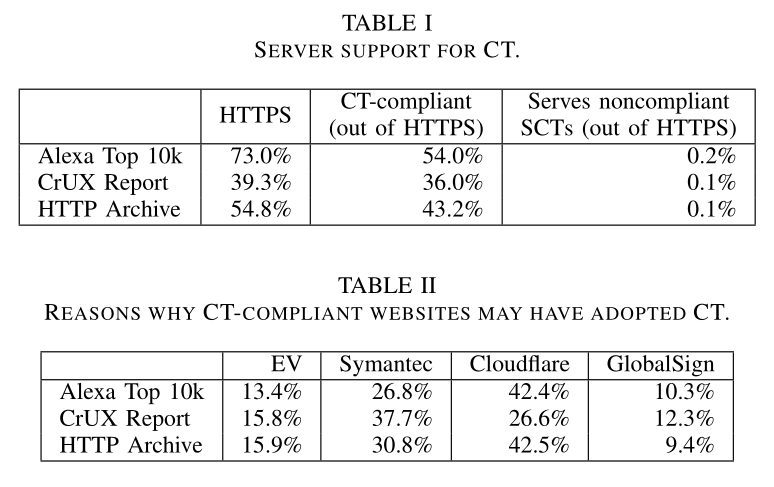 TABLE I
SERVER SUPPORT FOR CT.
HTTPS CT-compliant (out of HTTPS) Serves noncompliant SCTs (out of HTTPS)
Alexa Top 10k 73.0% 54.0% 0.2%
CrUX Report 39.3% 36.0% 0.1%
HTTP Archive 54.8% 43.2% 0.1%
TABLE II
REASONS WHY CT-COMPLIANT WEBSITES MAY HAVE ADOPTED CT.
EV Symantec Cloudflare GlobalSign
Alexa Top 10k 13.4% 26.8% 42.4% 10.3%
CrUX Report 15.8% 37.7% 26.6% 12.3%
HTTP Archive 15.9% 30.8% 42.5% 9.4%